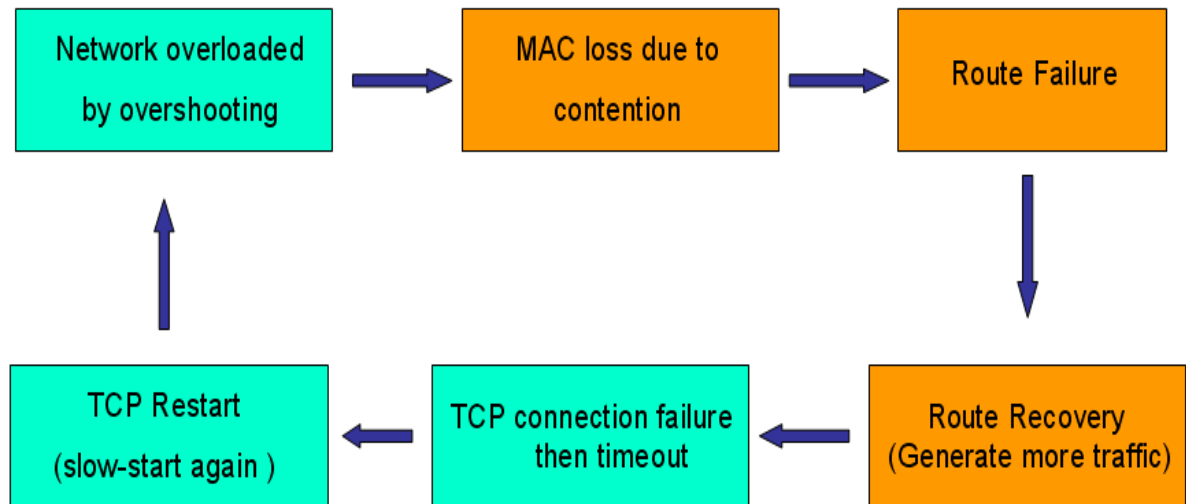 Network overloaded
by overshooting
MAC loss due to
contention
Route Failure
Route Recovery
(Generate more traffic)
TCP connection failure
then timeout
TCP Restart
(slow-start again )